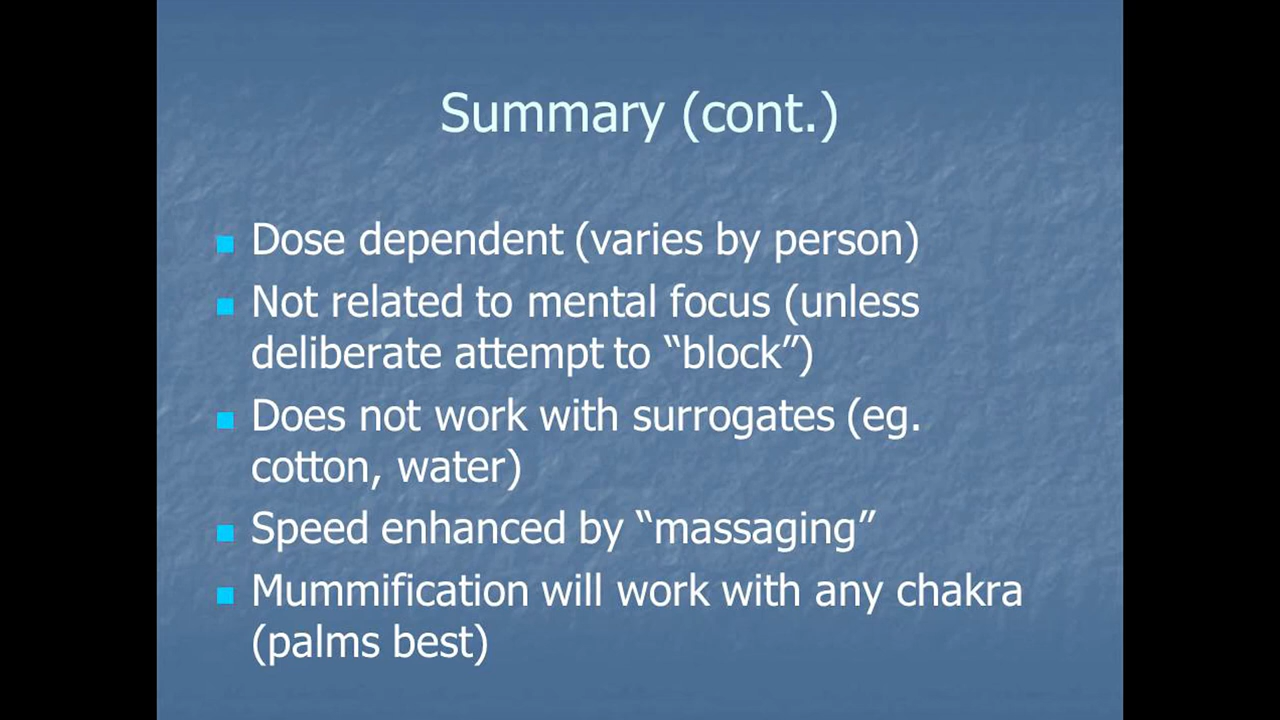 Summary (cont.)
Dose dependent (varies by person)
Not related to mental focus (unless
deliberate attempt to “block”)
Does not work with surrogates (eg.
cotton, water)
Speed enhanced by “massaging”
Mummification will work with any chakra
(palms best)